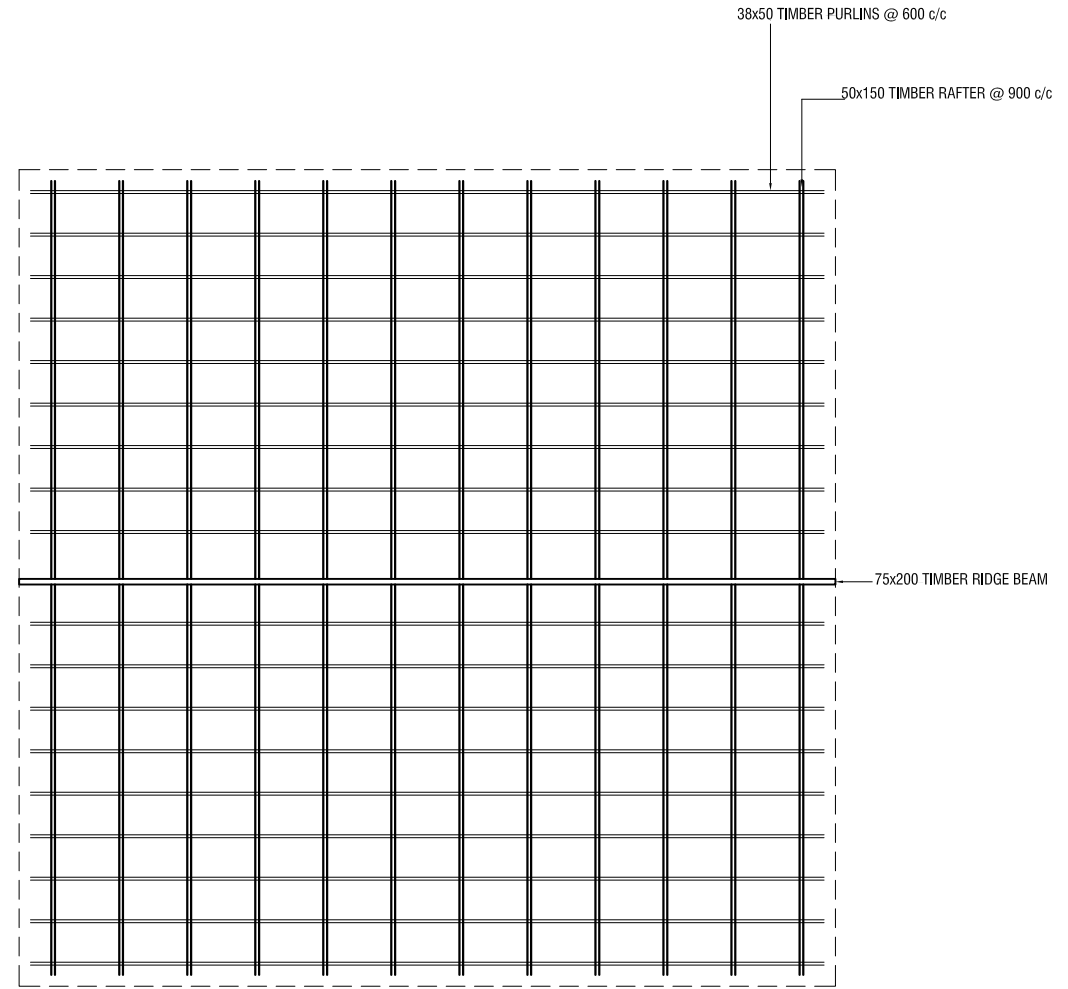 38x50 TIMBER PURLINS @ 600 c/c
50x150 TIMBER RAFTER @ 900 c/c
75x200 TIMBER RIDGE BEAM